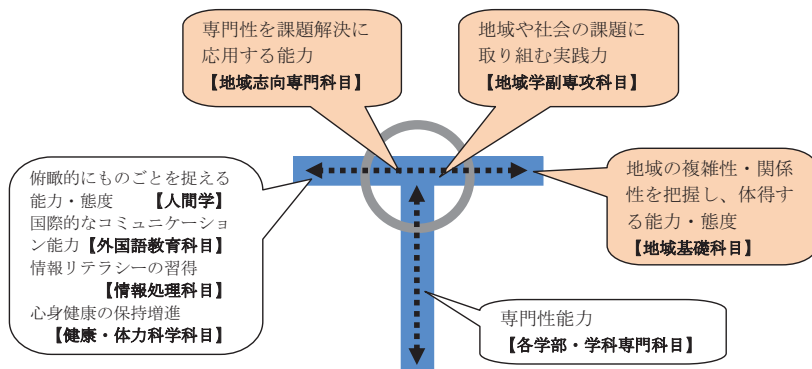 専門性を課題解決に
応用する能力
【地域志向専門科目】
地域や社会の課題に
取り組む実践力
【地域学副専攻科目】
俯瞰的にものごとを捉える
能力・態度 【人間学】
国際的なコミュニケーショ
ン能力【外国語教育科目】
情報リテラシーの習得
【情報処理科目】
心身健康の保持増進
【健康・体力科学科目】
地域の複雑性・関係
性を把握し、体得す
る能力・態度
【地域基礎科目】
専門性能力
【各学部・学科専門科目】